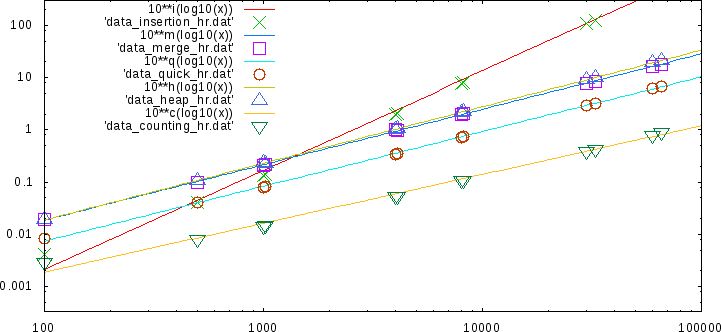 10**i(log10(x))
'data_insertion_hr.dat'
10**m(log10(x))
'data_merge_hr.dat'
10**q(log10(x))
'data_quick_hr.dat'
10**h(log10(x))
'data_heap_hr.dat'
10**c(log10(x))
'data_counting_hr.dat'
100
10
1
0.1
0.01
0.001
100
1000
10000
100000